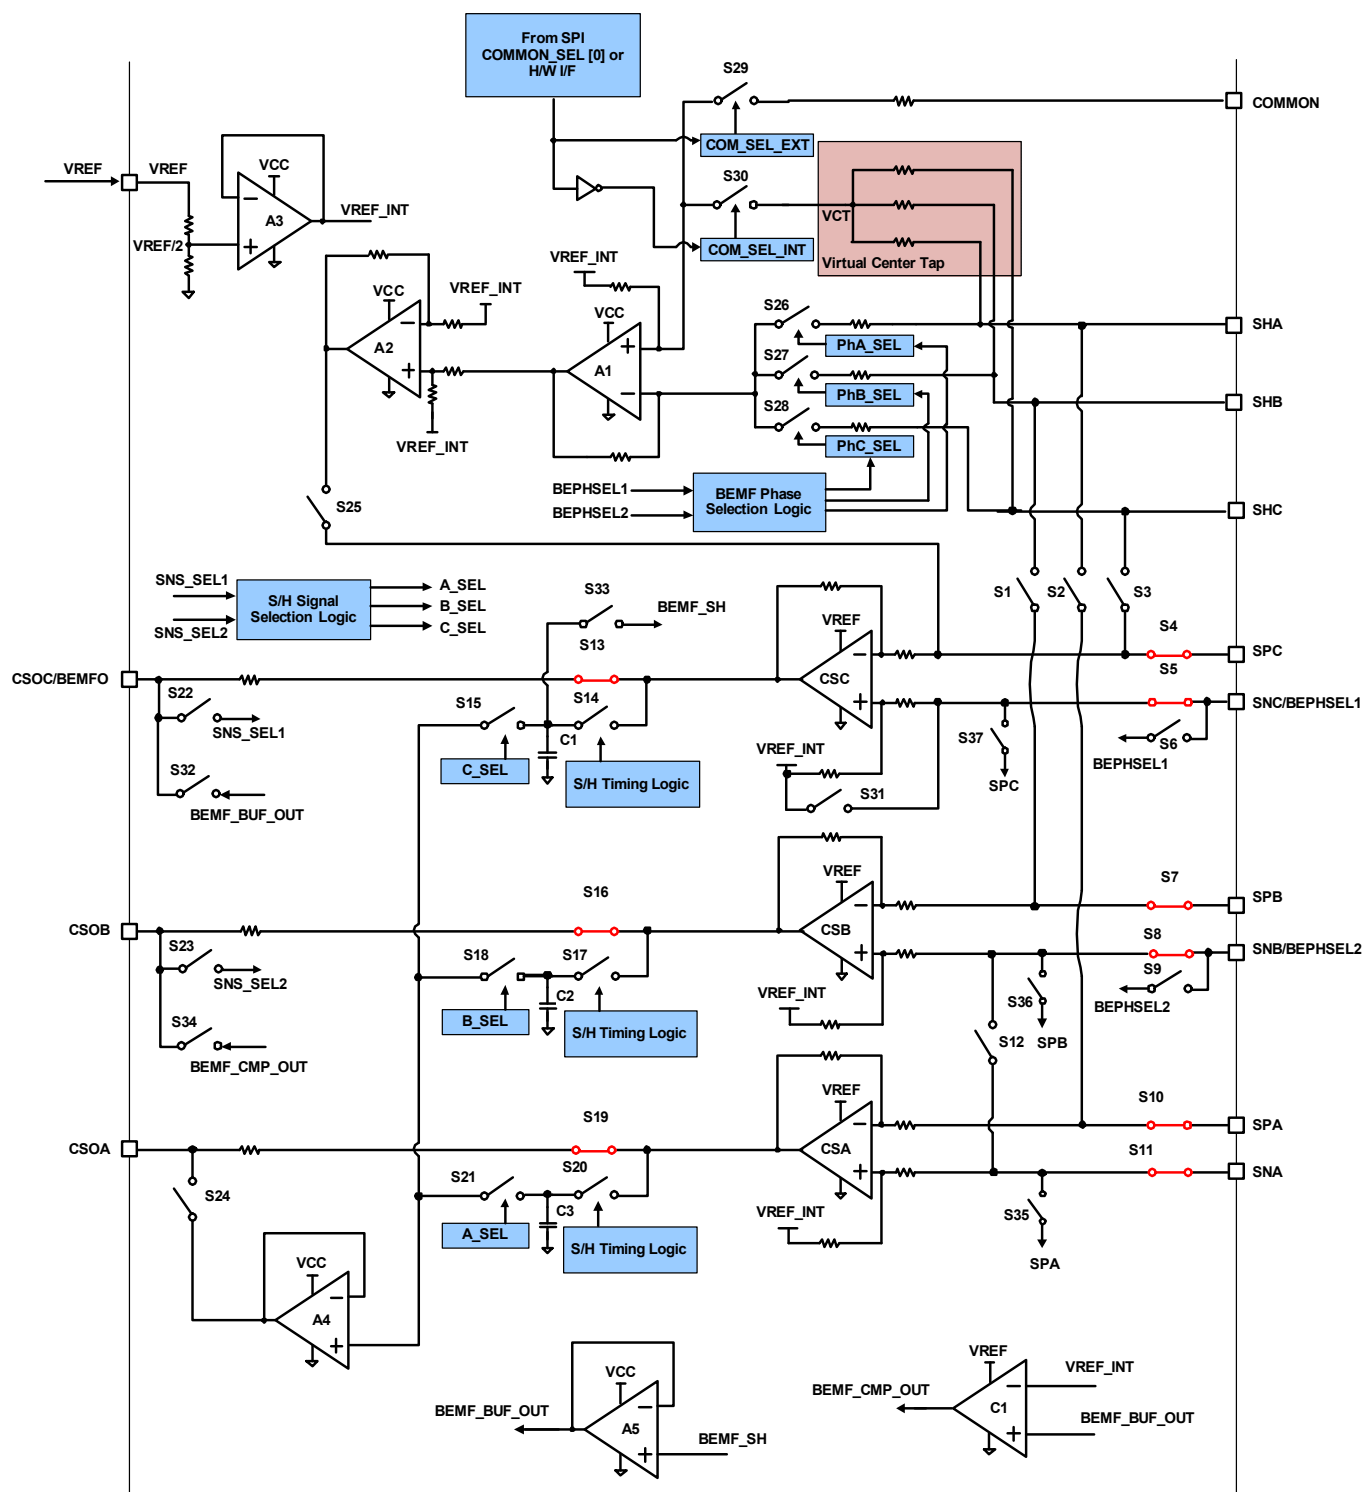 From SPI
COMMON_SEL [0] or
H/W I/F
S29
COMMON
COM_SEL_EXT
VREF
VREF
VCC
A3
VREF_INT
VREF/2
S30
VCT
COM_SEL_INT
Virtual Center Tap
VREF_INT
VCC
VREF_INT
A2
VREF_INT
VCC
A1
S26
PhA_SEL
SHA
S27
PhB_SEL
SHB
S28
PhC_SEL
BEPHSEL1
BEPHSEL2
BEMF Phase
Selection Logic
SHC
S25
SNS_SEL1
SNS_SEL2
S/H Signal
Selection Logic
A_SEL
B_SEL
C_SEL
S33
BEMF_SH
S13
S1
S2
S3
S4
S5
SPC
VREF
CSC
CSOC/BEMFO
S22
SNS_SEL1
S32
BEMF_BUF_OUT
S15
S14
C1
C_SEL
S/H Timing Logic
VREF_INT
S31
S37
SPC
SNC/BEPHSEL1
S6
BEPHSEL1
S7
SPB
S16
VREF
CSB
CSOB
S23
SNS_SEL2
S34
BEMF_CMP_OUT
S18
S17
C2
B_SEL
S/H Timing Logic
VREF_INT
S8
SNB/BEPHSEL2
S9
BEPHSEL2
S36
SPB
S12
S10
SPA
S19
VREF
CSA
CSOA
S11
SNA
S21
S20
C3
A_SEL
S/H Timing Logic
VREF_INT
S35
SPA
S24
VCC
A4
VCC
A5
BEMF_BUF_OUT
BEMF_SH
VREF
C1
BEMF_CMP_OUT
VREF_INT
BEMF_BUF_OUT